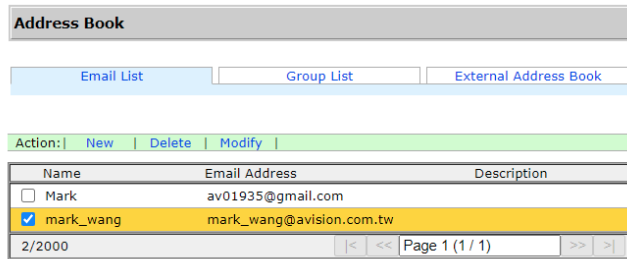 Address Book
Email List Group List External Address Book
Action:| New | Delete | Modify |
Name Email Address Description
Mark av01935@gmail.com
mark_wang mark_wang@avision.com.tw
2/2000 |< << Page 1 (1 / 1) >> >|